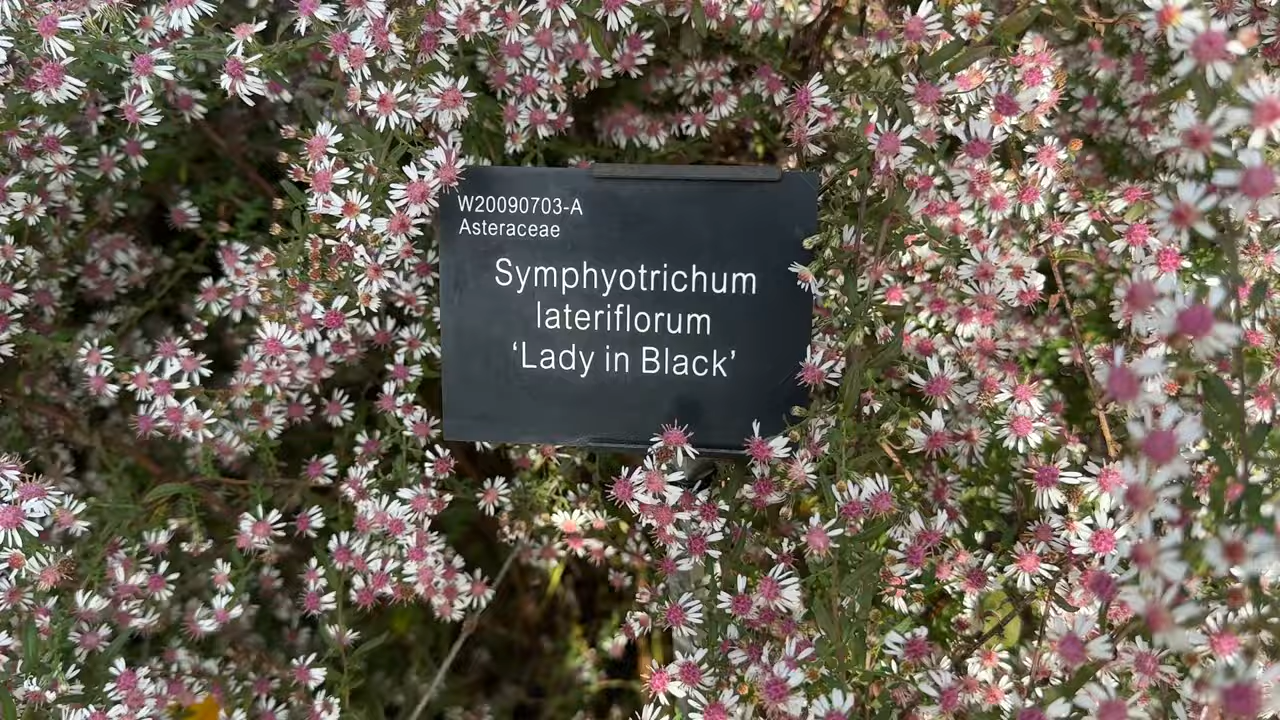 W20090703-A
Asteraceae
Symphyotrichum
lateriflorum
‘Lady in Black’